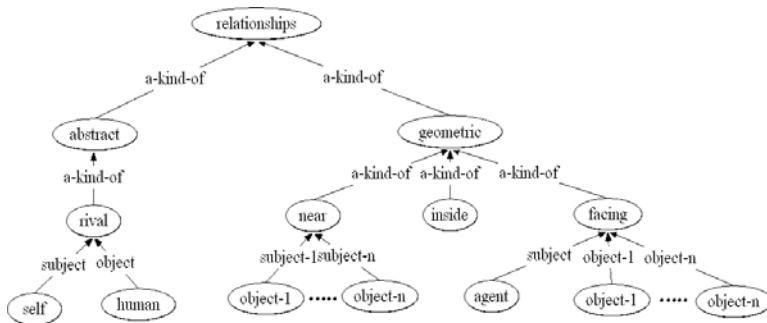 relationships
a-kind-of a-kind-of
abstract geometric
a-kind-of a-kind-of a-kind-of a-kind-of
rival near inside facing
subject object subject-1 subject-n subject object-1 object-n
self human object-1 ..... object-n agent object-1 ..... object-n